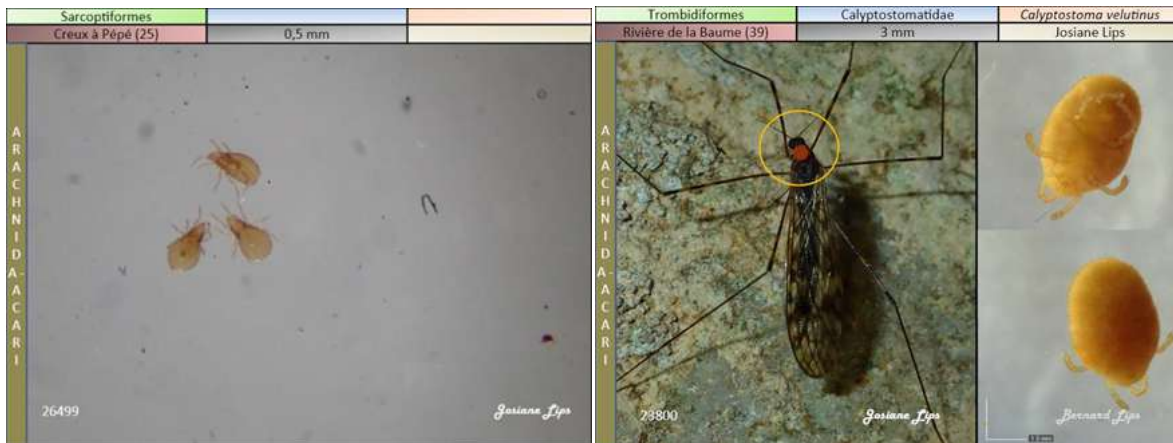 Sarcoptiformes
Creux à Pépé (25)
0,5 mm
ARACHNIDA-ACARI
26499
Josiane Lips
Trombidiformes
Calyptostomatidae
Calyptostoma velutinus
Rivière de la Baume (39)
3 mm
Josiane Lips
ARACHNIDA-ACARI
23800
Josiane Lips
Bernard Lips